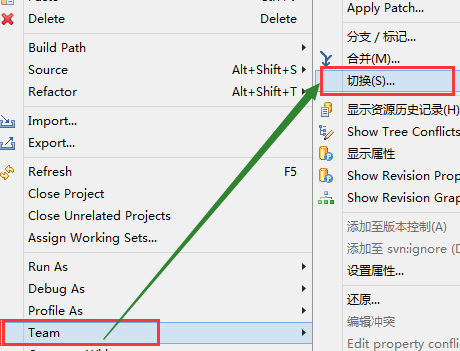 Delete Delete
Build Path
Source Alt+Shift+S
Refactor Alt+Shift+T
Import...
Export...
Refresh F5
Close Project
Close Unrelated Projects
Assign Working Sets...
Run As
Debug As
Profile As
Team
Apply Patch...
分支/标记...
合并(M)...
切换(S)...
显示资源历史记录(H)
Show Tree Conflicts
显示属性
Show Revision Prop
Show Revision Grap
添加至版本控制(A)
添加至 svn:ignore (D
设置属性...
还原...
编辑冲突
Edit property confli